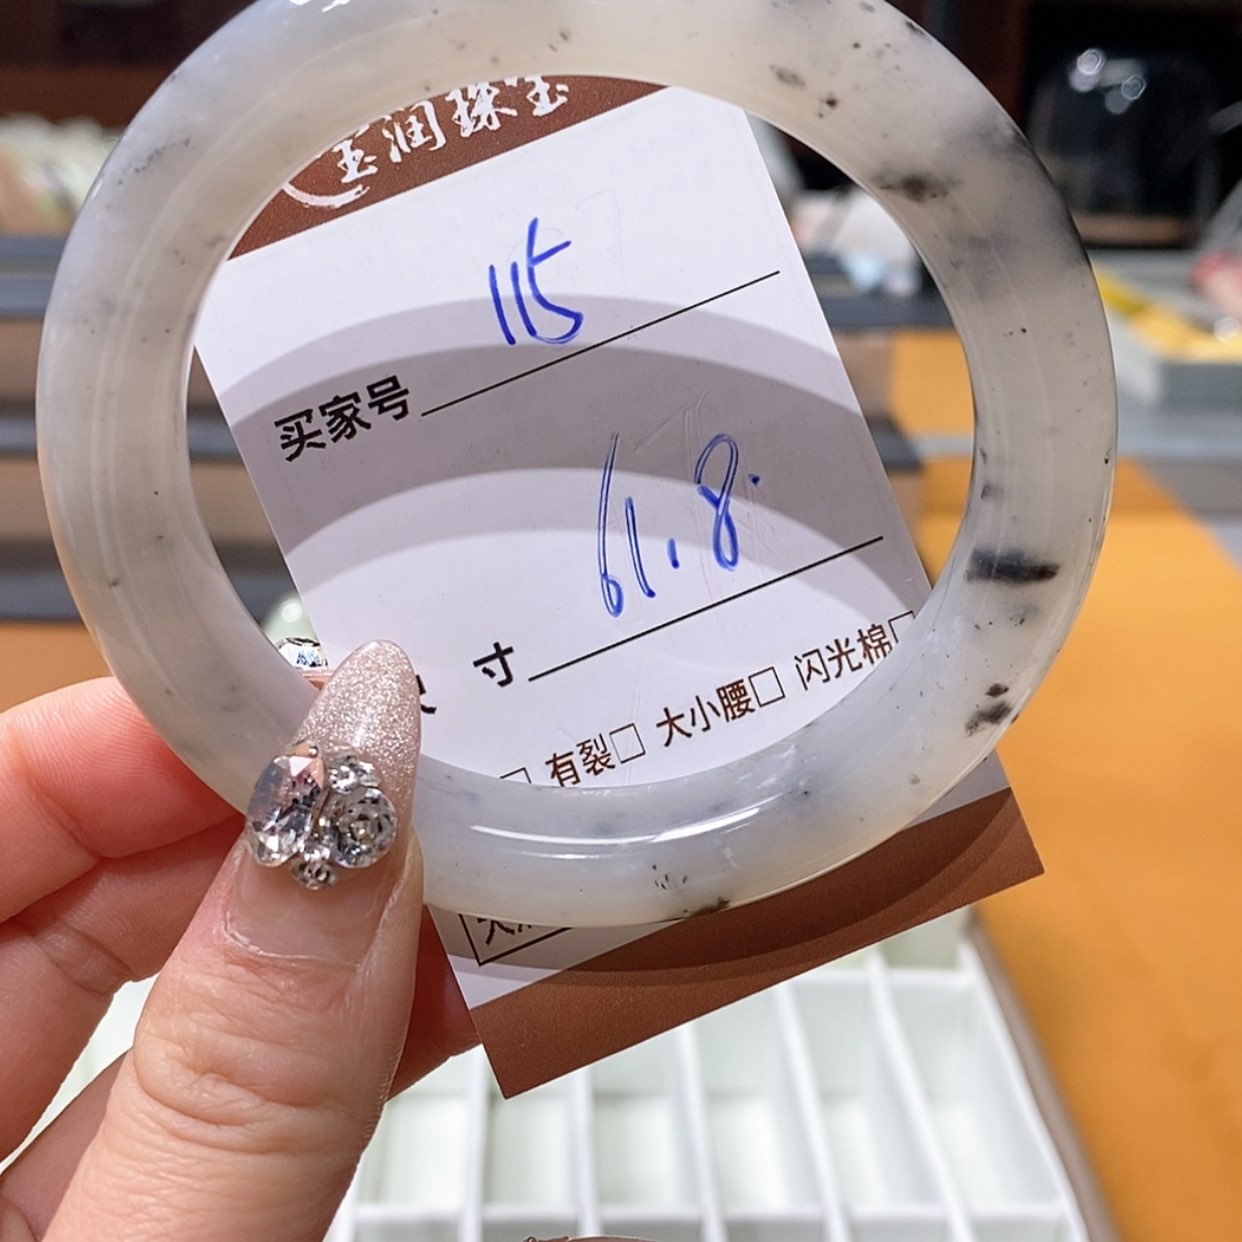 玉润珠宝
买家号 115
尺 寸 61.8
有裂□ 大小腰□ 闪光棉□